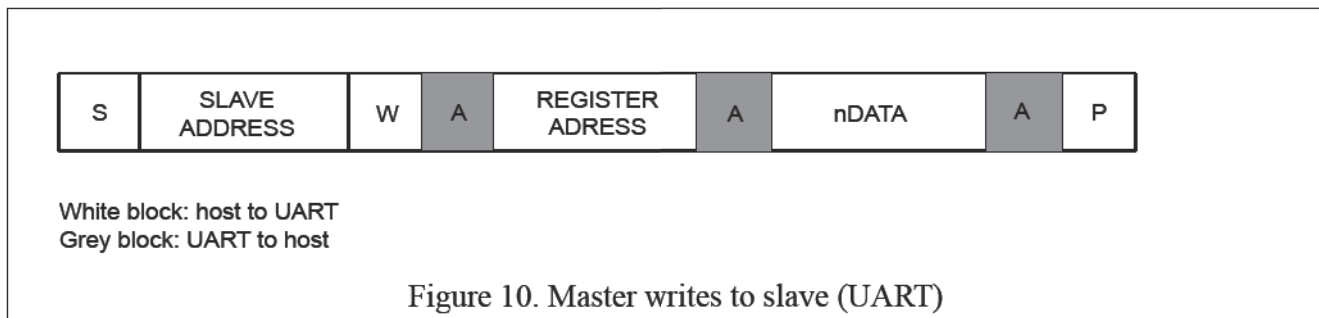 S
SLAVE
ADDRESS
W
A
REGISTER
ADRESS
A
nDATA
A
P
White block: host to UART
Grey block: UART to host
Figure 10. Master writes to slave (UART)